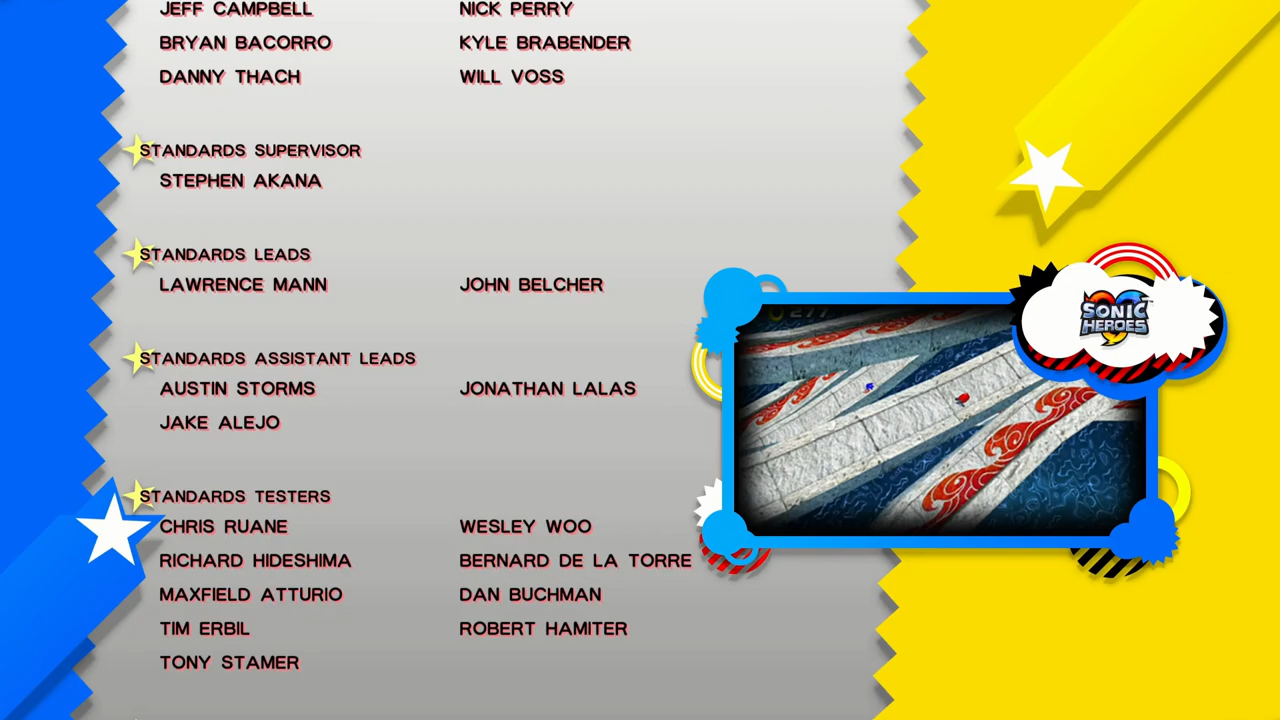 JEFF CAMPBELL NICK PERRY
BRYAN BACORRO KYLE BRABENDER
DANNY THACH WILL VOSS
STANDARDS SUPERVISOR
STEPHEN AKANA
STANDARDS LEADS
LAWRENCE MANN JOHN BELCHER
STANDARDS ASSISTANT LEADS
AUSTIN STORMS JONATHAN LALAS
JAKE ALEJO
STANDARDS TESTERS
CHRIS RUANE WESLEY WOO
RICHARD HIDESHIMA BERNARD DE LA TORRE
MAXFIELD ATTURIO DAN BUCHMAN
TIM ERBIL ROBERT HAMITER
TONY STAMER
SONIC
HEROES